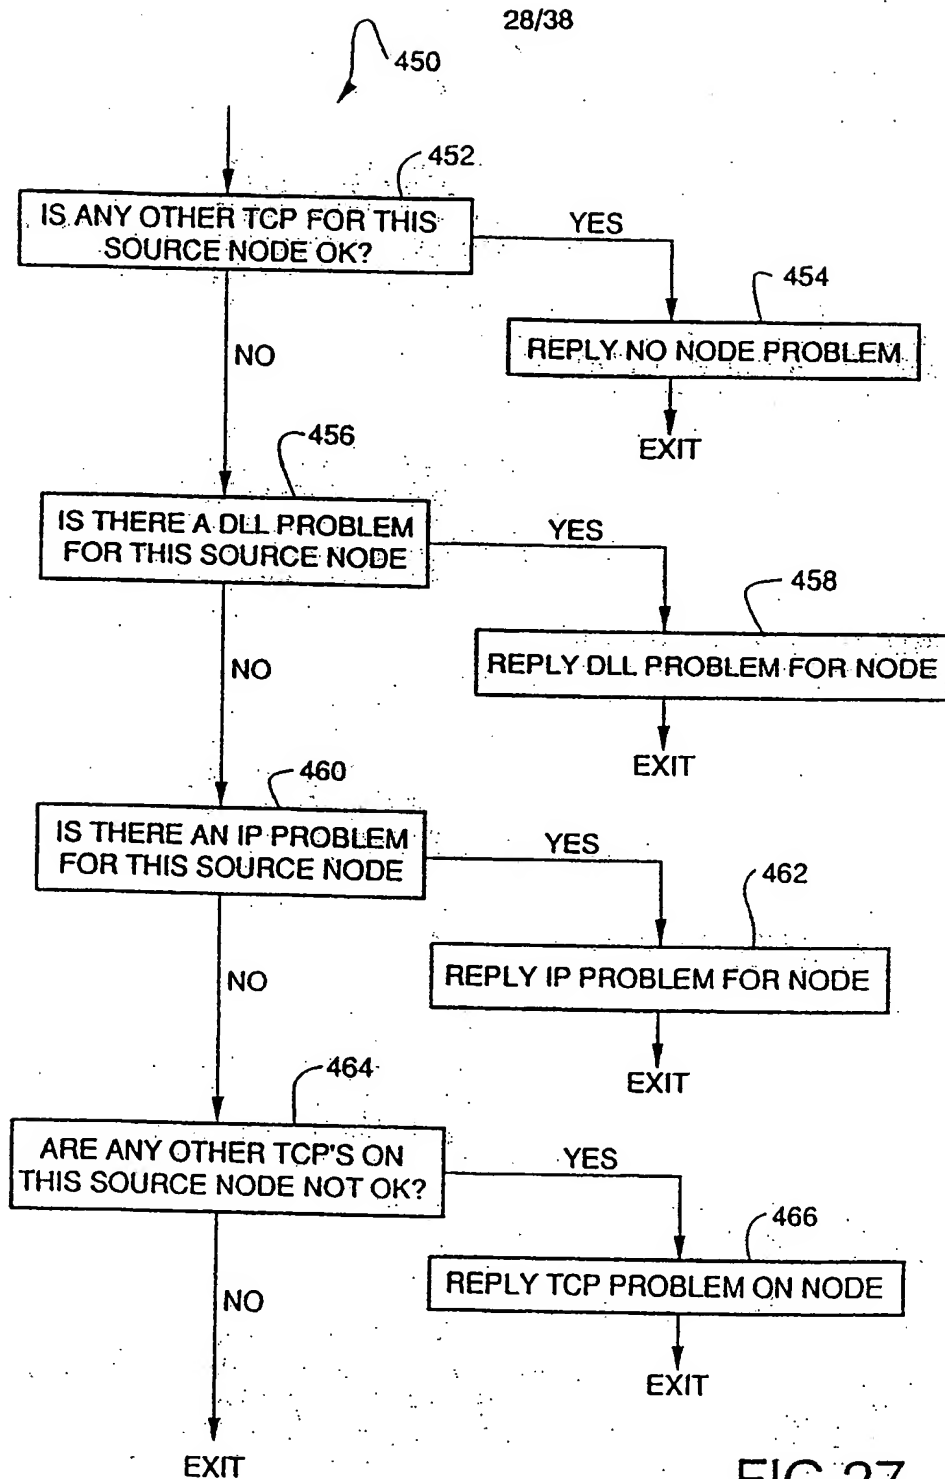 28/38
450
452
IS ANY OTHER TCP FOR THIS
SOURCE NODE OK?
YES
454
REPLY NO NODE PROBLEM
EXIT
NO
456
IS THERE A DLL PROBLEM
FOR THIS SOURCE NODE
YES
458
REPLY DLL PROBLEM FOR NODE
EXIT
NO
460
IS THERE AN IP PROBLEM
FOR THIS SOURCE NODE
YES
462
REPLY IP PROBLEM FOR NODE
EXIT
NO
464
ARE ANY OTHER TCP'S ON
THIS SOURCE NODE NOT OK?
YES
466
REPLY TCP PROBLEM ON NODE
EXIT
NO
EXIT
FIG.27